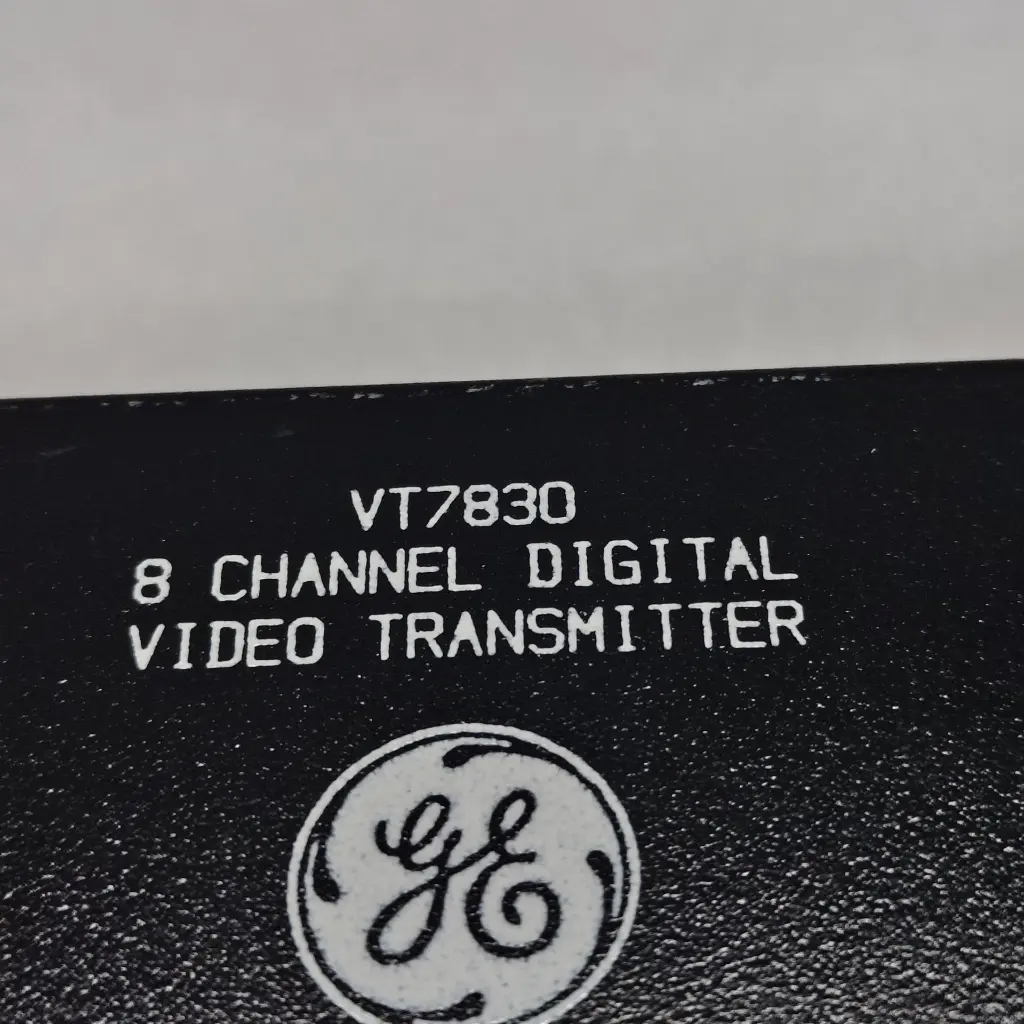 VT7830
8 CHANNEL DIGITAL
VIDEO TRANSMITTER
GE